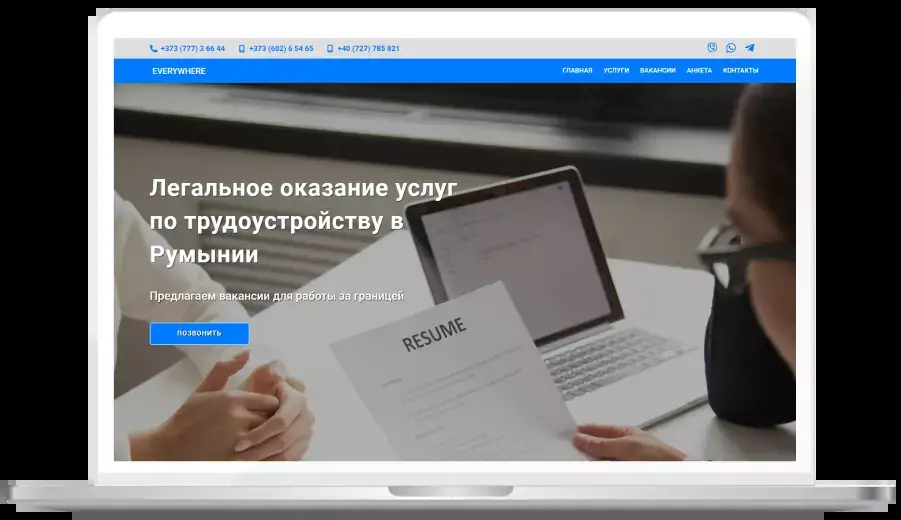 +373 (777) 3 66 44 +373 (602) 6 54 65 +40 (727) 785 821
EVERYWHERE ГЛАВНАЯ УСЛУГИ ВАКАНСИИ АНКЕТА КОНТАКТЫ
Легальное оказание услуг
по трудоустройству в
Румынии
Предлагаем вакансии для работы за границей
ПОЗВОНИТЬ
RESUME